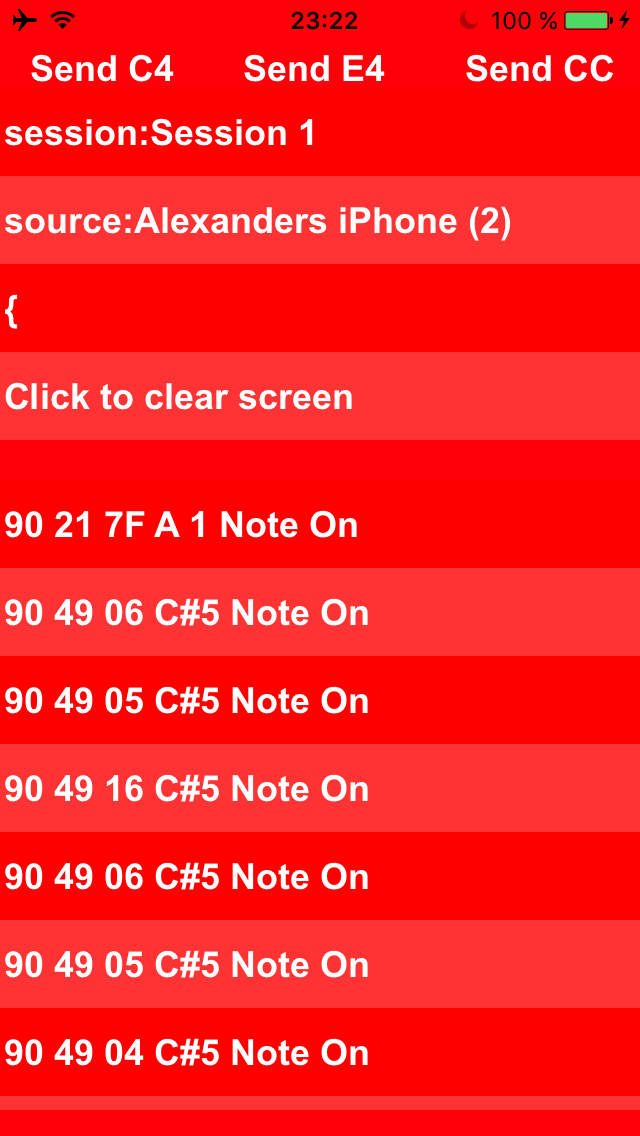 23:22 100 %
Send C4 Send E4 Send CC
session:Session 1
source:Alexanders iPhone (2)
{
Click to clear screen
90 21 7F A 1 Note On
90 49 06 C#5 Note On
90 49 05 C#5 Note On
90 49 16 C#5 Note On
90 49 06 C#5 Note On
90 49 05 C#5 Note On
90 49 04 C#5 Note On